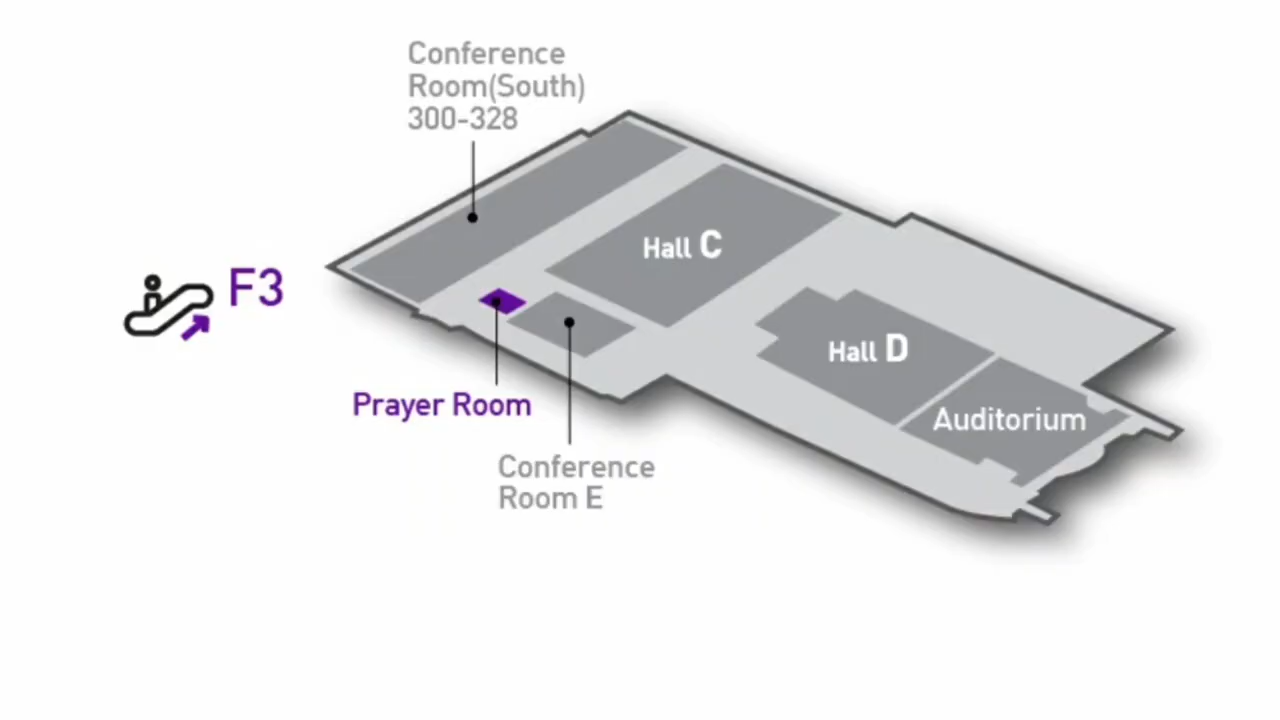 Conference
Room(South)
300-328
F3
Hall C
Hall D
Prayer Room
Auditorium
Conference
Room E